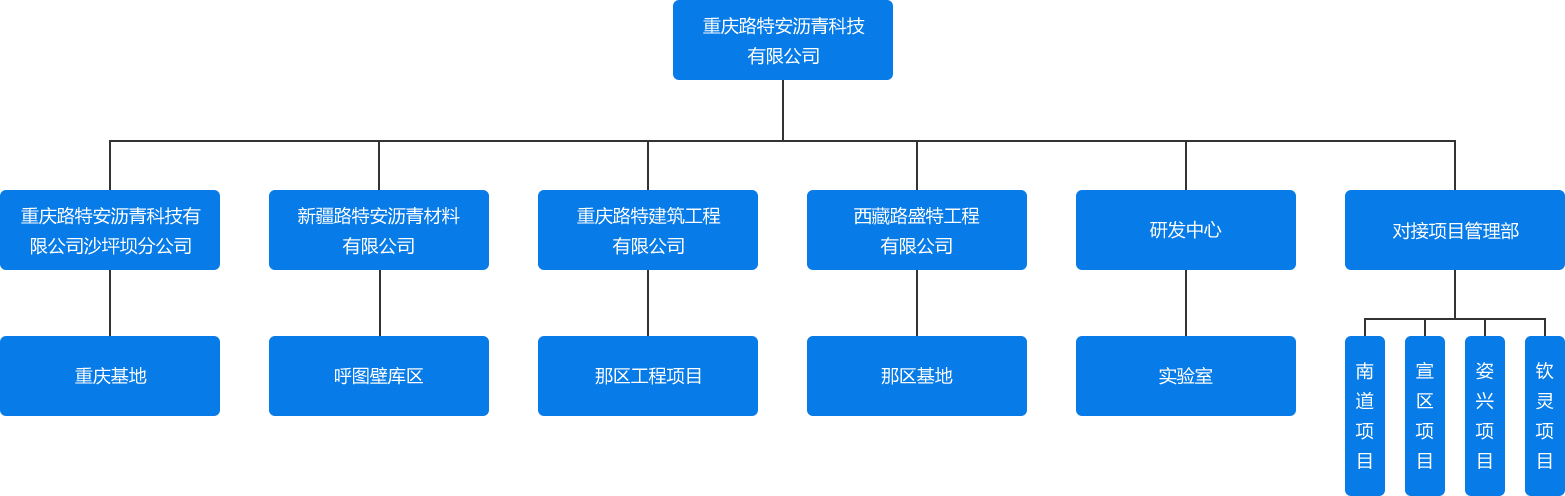 重庆路特安沥青科技
有限公司
重庆路特安沥青科技有
限公司沙坪坝分公司
新疆路特安沥青材料
有限公司
重庆路特建筑工程
有限公司
西藏路盛特工程
有限公司
研发中心
对接项目管理部
重庆基地
呼图壁库区
那区工程项目
那区基地
实验室
南道项目
宣区项目
姿兴项目
钦灵项目